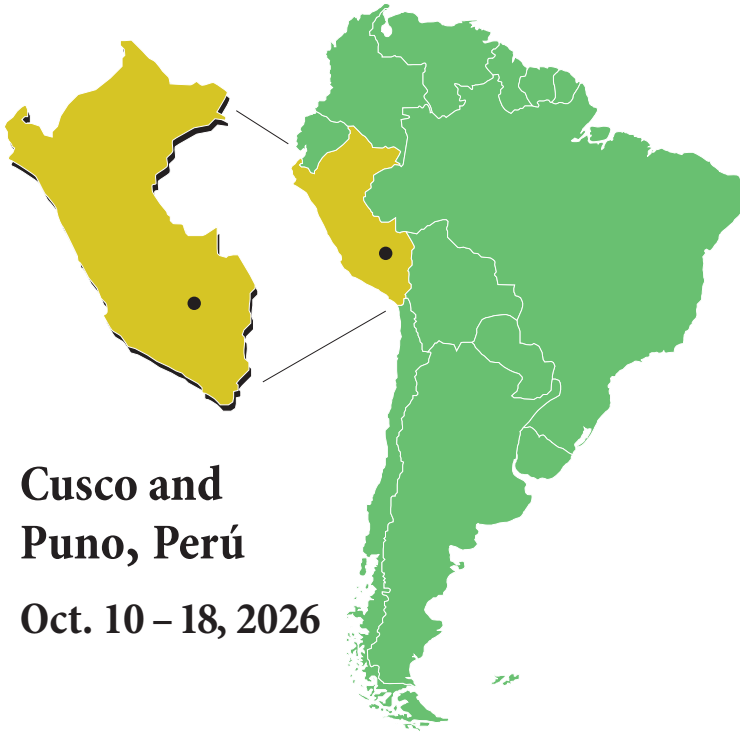 Cusco and
Puno, Perú
Oct. 10 – 18, 2026